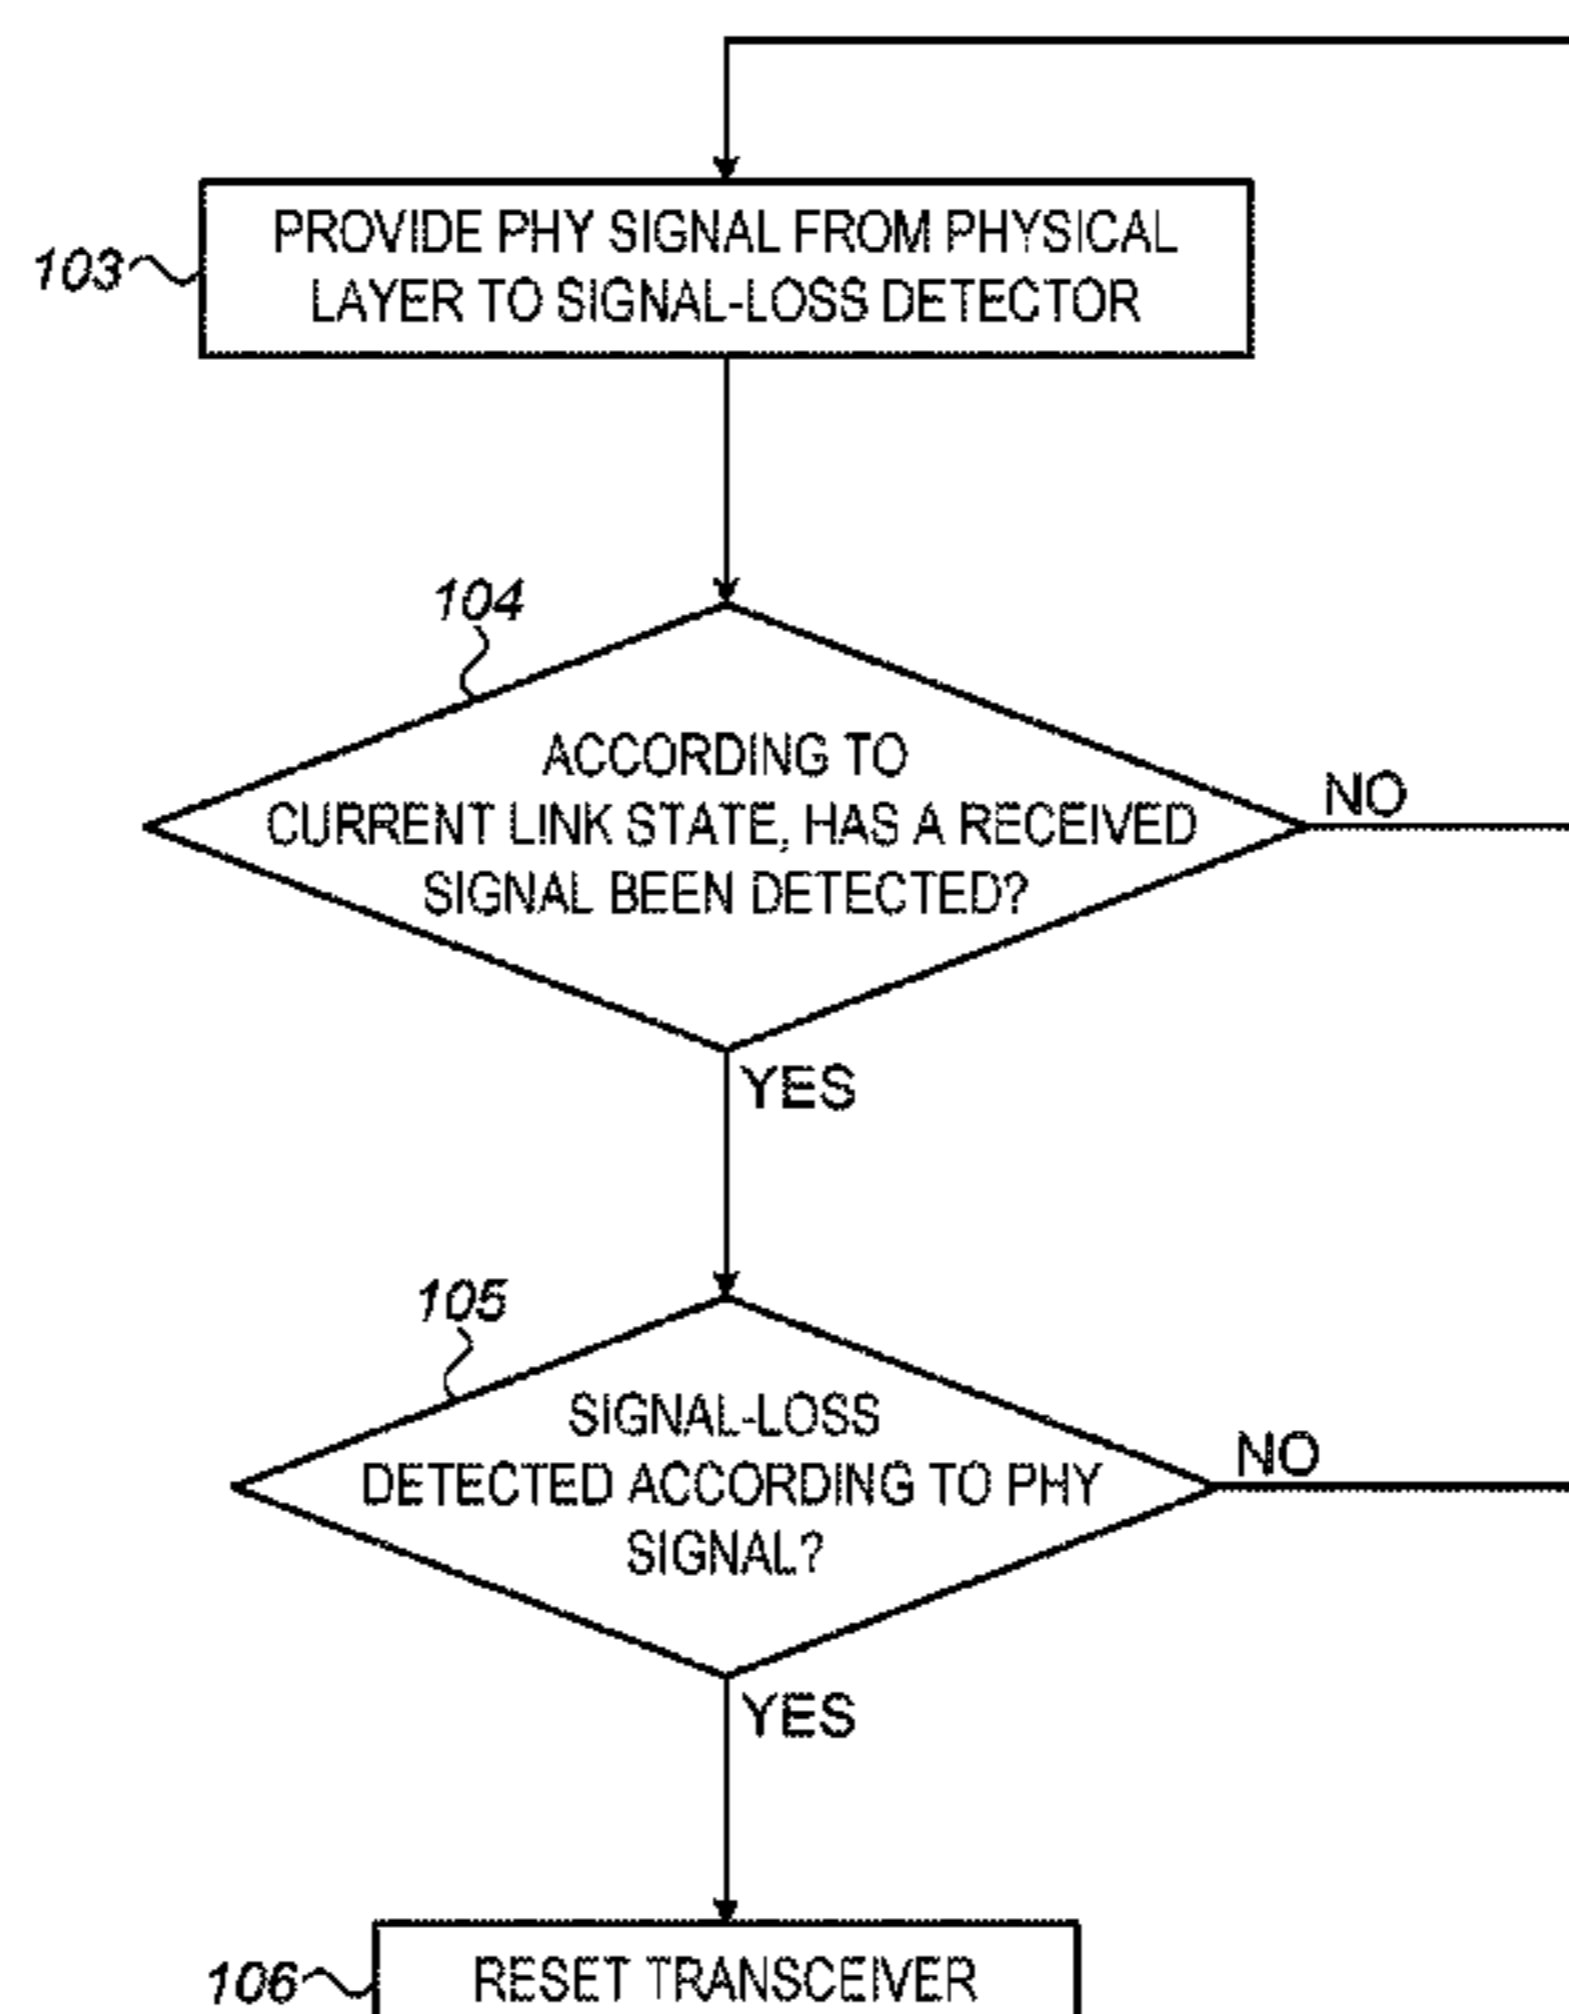 PROVIDE PHY SIGNAL FROM PHYSICAL
LAYER TO SIGNAL-LOSS DETECTOR
103
104
ACCORDING TO
CURRENT LINK STATE, HAS A RECEIVED
SIGNAL BEEN DETECTED?
NO
YES
105
SIGNAL-LOSS
DETECTED ACCORDING TO PHY
SIGNAL?
NO
YES
106
RESET TRANSCEIVER